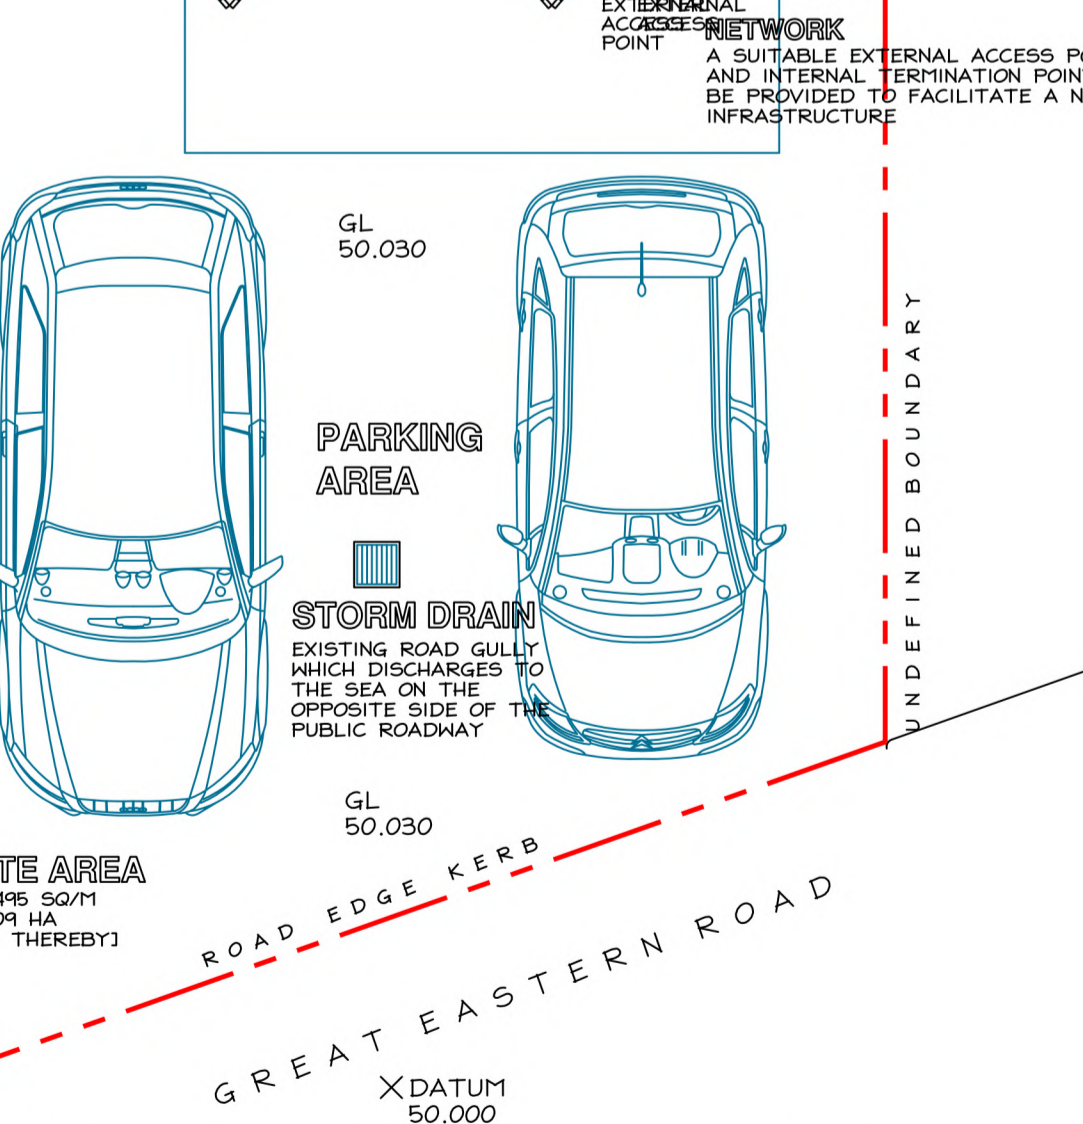 EXTERNAL
ACCESS
POINT
NETWORK
A SUITABLE EXTERNAL ACCESS
AND INTERNAL TERMINATION
BE PROVIDED TO FACILITATE A
INFRASTRUCTURE
GL
50.030
PARKING
AREA
STORM DRAIN
EXISTING ROAD GULLY
WHICH DISCHARGES TO
THE SEA ON THE
OPPOSITE SIDE OF THE
PUBLIC ROADWAY
UNDEFINED BOUNDARY
GL
50.030
TE AREA
495 SQ/M
09 HA
THEREBY]
ROAD EDGE KERB
GREAT EASTERN ROAD
DATUM
50.000